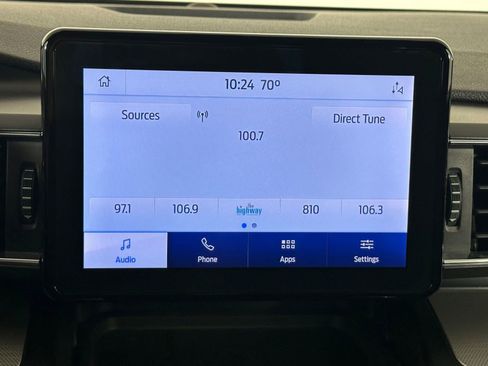 10:24 70°
Sources
Direct Tune
100.7
97.1 106.9 the highway 810 106.3
Audio Phone Apps Settings